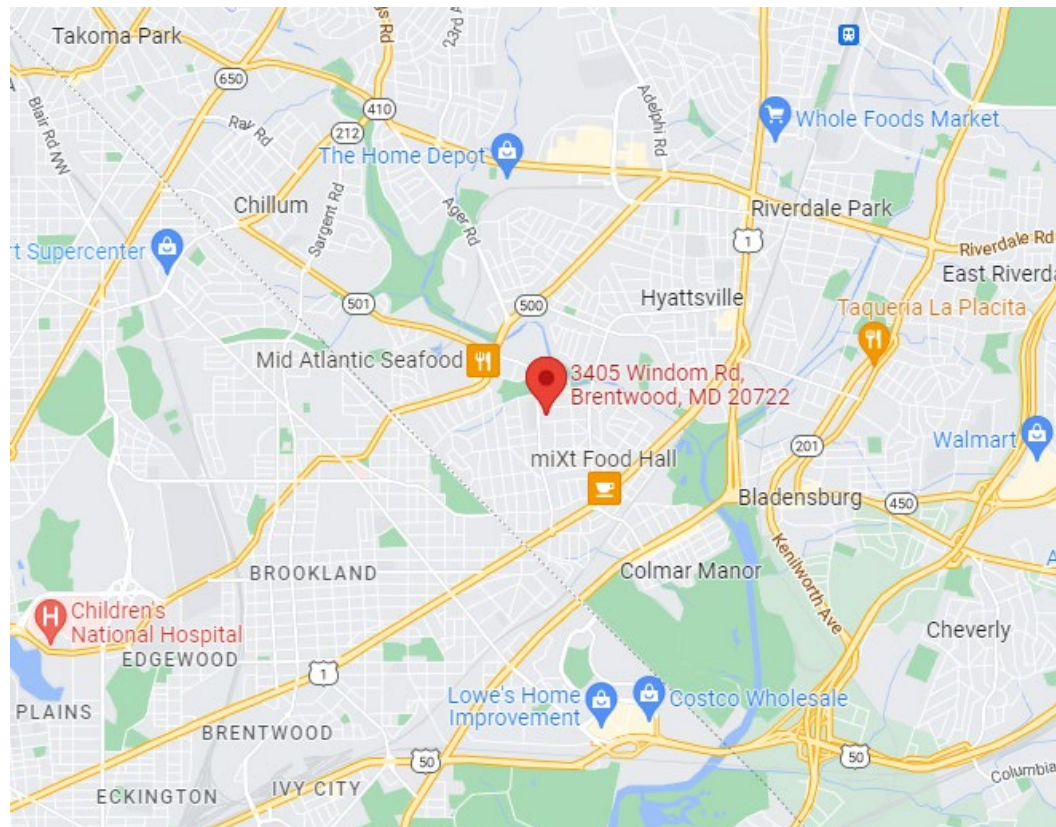 Takoma Park
gs Rd
23rd Av
650
410
Adelphi Rd
Whole Foods Market
Blair Rd NW
Ray Rd
212
The Home Depot
Chillum
Sargent Rd
Ager Rd
Riverdale Park
1
Riverdale Rd
rt Supercenter
East Riverda
501
500
Hyattsville
Taqueria La Placita
Mid Atlantic Seafood
3405 Windom Rd,
Brentwood, MD 20722
201
Walmart
miXt Food Hall
Bladensburg
450
Kenilworth Ave
BROOKLAND
Colmar Manor
A
Children's
National Hospital
Cheverly
EDGEWOOD
1
Lowe's Home
Improvement
Costco Wholesale
PLAINS
BRENTWOOD
50
50
Columbia
ECKINGTON
IVY CITY